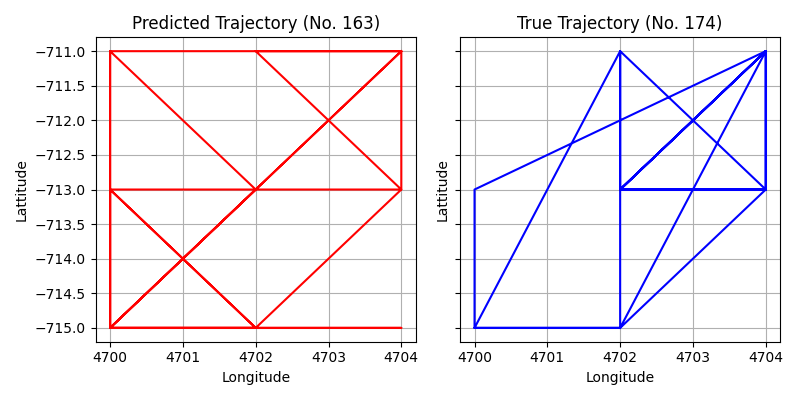 Predicted Trajectory (No. 163)
True Trajectory (No. 174)
Lattitude
−711.0
−711.5
−712.0
−712.5
−713.0
−713.5
−714.0
−714.5
−715.0
4700 4701 4702 4703 4704
Longitude
Lattitude
4700 4701 4702 4703 4704
Longitude